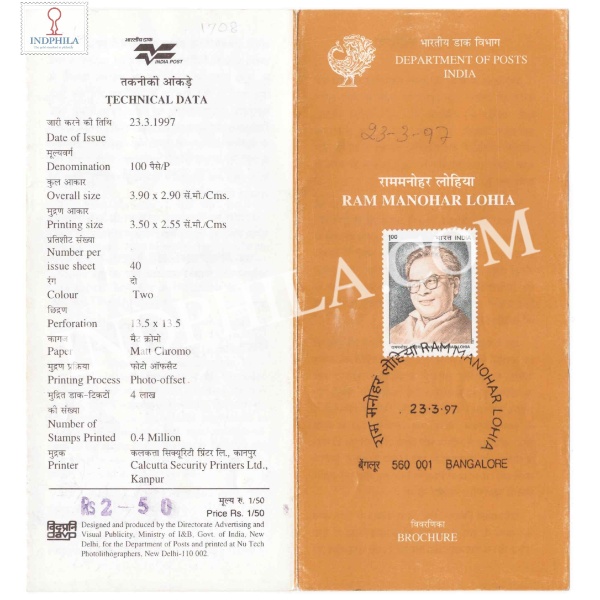 INDPHILA
1708
भारतीय डाक
INDIA POST
तकनीकी आंकड़े
TECHNICAL DATA
जारी करने की तिथि 23.3.1997
Date of Issue
मूल्यवर्ग
Denomination 100 पैसे/P
कुल आकार
Overall size 3.90 x 2.90 सें.मी./Cms.
मुद्रण आकार
Printing size 3.50 x 2.55 सें.मी./Cms
प्रतिशीट संख्या
Number per
issue sheet 40
रंग दो
Colour Two
छिद्रण
Perforation 13.5 x 13.5
कागज मैट क्रोमो
Paper Matt Caromo
मुद्रण प्रक्रिया फोटो ऑफसैट
Printing Process Photo-offset
मुद्रित डाक-टिकटों 4 लाख
की संख्या
Number of
Stamps Printed 0.4 Million
मुद्रक कलकत्ता सिक्यूरिटी प्रिंटर लि., कानपुर
Printer Calcutta Security Printers Ltd.,
Kanpur
Rs 2-50
मूल्य रु. 1/50
Price Rs. 1/50
davp
Designed and produced by the Directorate Advertising and
Visual Publicity, Ministry of I&B, Govt. of India, New
Delhi, for the Department of Posts and printed at Nu Tech
Photolithographers, New Delhi-110 002.
भारतीय डाक विभाग
DEPARTMENT OF POSTS
INDIA
23-3-97
राममनोहर लोहिया
RAM MANOHAR LOHIA
100 भारत INDIA
राम मनोहर लोहिया RAM MANOHAR LOHIA
23.3.97
बेंगलूर 560 001 BANGALORE
विवरणिका
BROCHURE
INDPHILA.COM